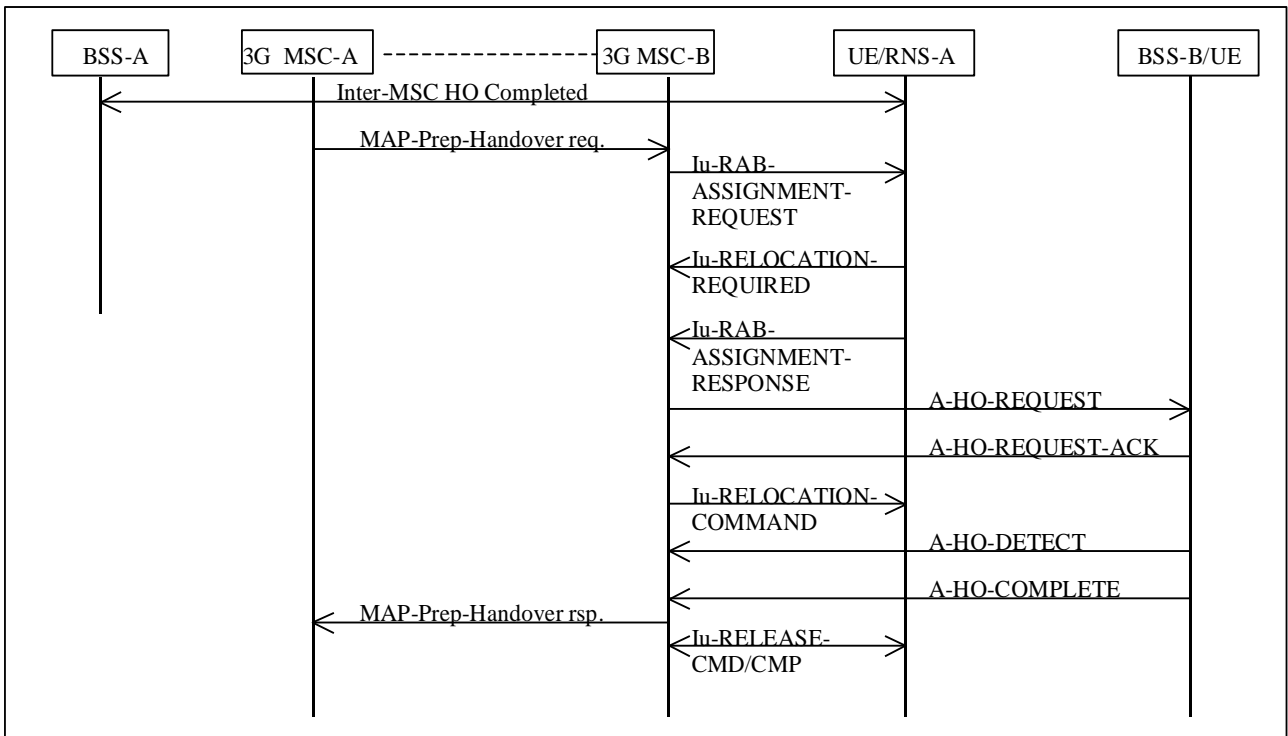 BSS-A
3G MSC-A
3G MSC-B
UE/RNS-A
BSS-B/UE
Inter-MSC HO Completed
MAP-Prep-Handover req.
Iu-RAB-
ASSIGNMENT-
REQUEST
Iu-RELOCATION-
REQUIRED
Iu-RAB-
ASSIGNMENT-
RESPONSE
A-HO-REQUEST
A-HO-REQUEST-ACK
Iu-RELOCATION-
COMMAND
A-HO-DETECT
A-HO-COMPLETE
MAP-Prep-Handover rsp.
Iu-RELEASE-
CMD/CMP